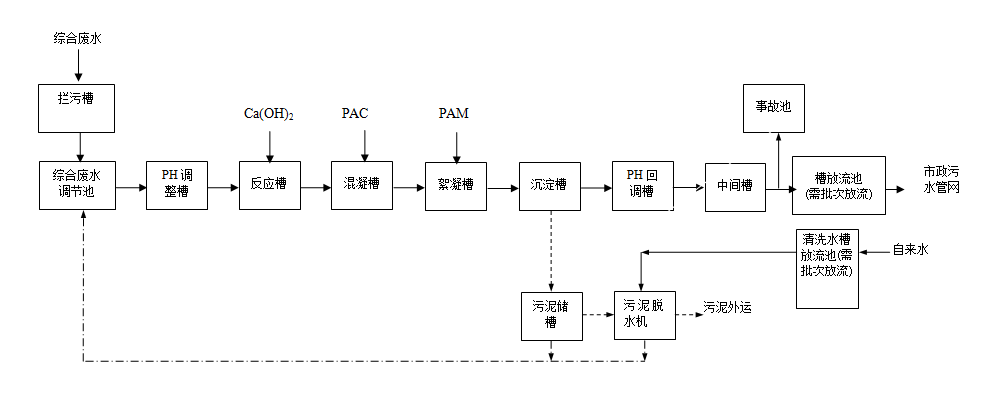 综合废水
拦污槽
Ca(OH)2
PAC
PAM
事故池
综合废水
调节池
PH 调
整槽
反应槽
混凝槽
絮凝槽
沉淀槽
PH 回
调槽
中间槽
槽放流池
(需批次放流)
市政污
水管网
清洗水槽
放流池(需
批次放流)
自来水
污泥储
槽
污泥脱
水机
污泥外运